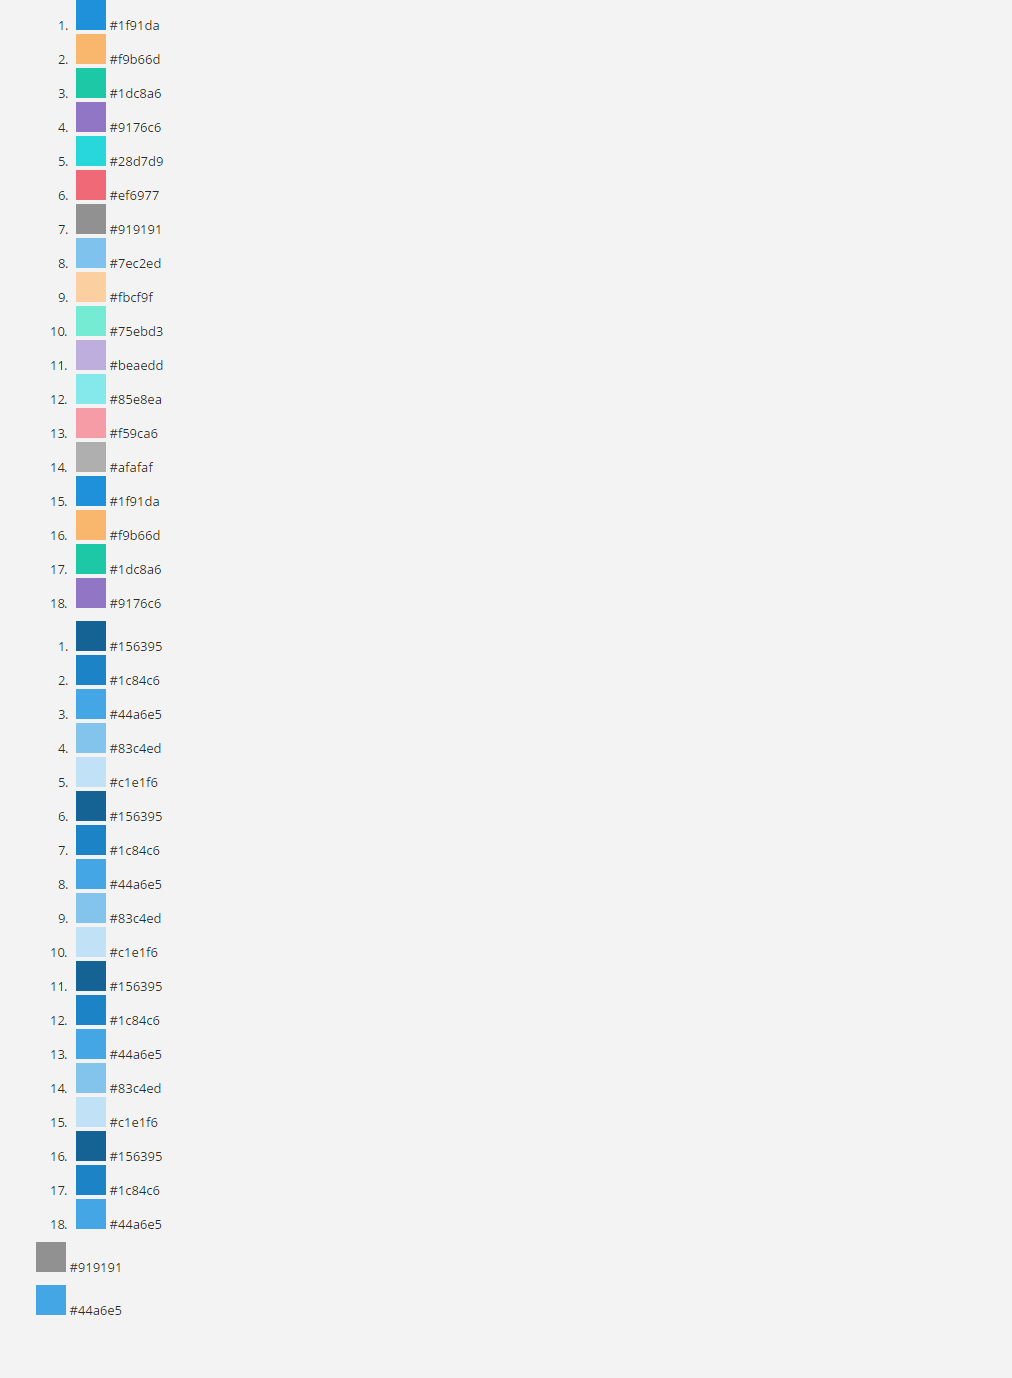 1. #1f91da
2. #f9b66d
3. #1dc8a6
4. #9176c6
5. #28d7d9
6. #ef6977
7. #919191
8. #7ec2ed
9. #fbcf9f
10. #75ebd3
11. #beaedd
12. #85e8ea
13. #f59ca6
14. #afafaf
15. #1f91da
16. #f9b66d
17. #1dc8a6
18. #9176c6
1. #156395
2. #1c84c6
3. #44a6e5
4. #83c4ed
5. #c1e1f6
6. #156395
7. #1c84c6
8. #44a6e5
9. #83c4ed
10. #c1e1f6
11. #156395
12. #1c84c6
13. #44a6e5
14. #83c4ed
15. #c1e1f6
16. #156395
17. #1c84c6
18. #44a6e5
#919191
#44a6e5